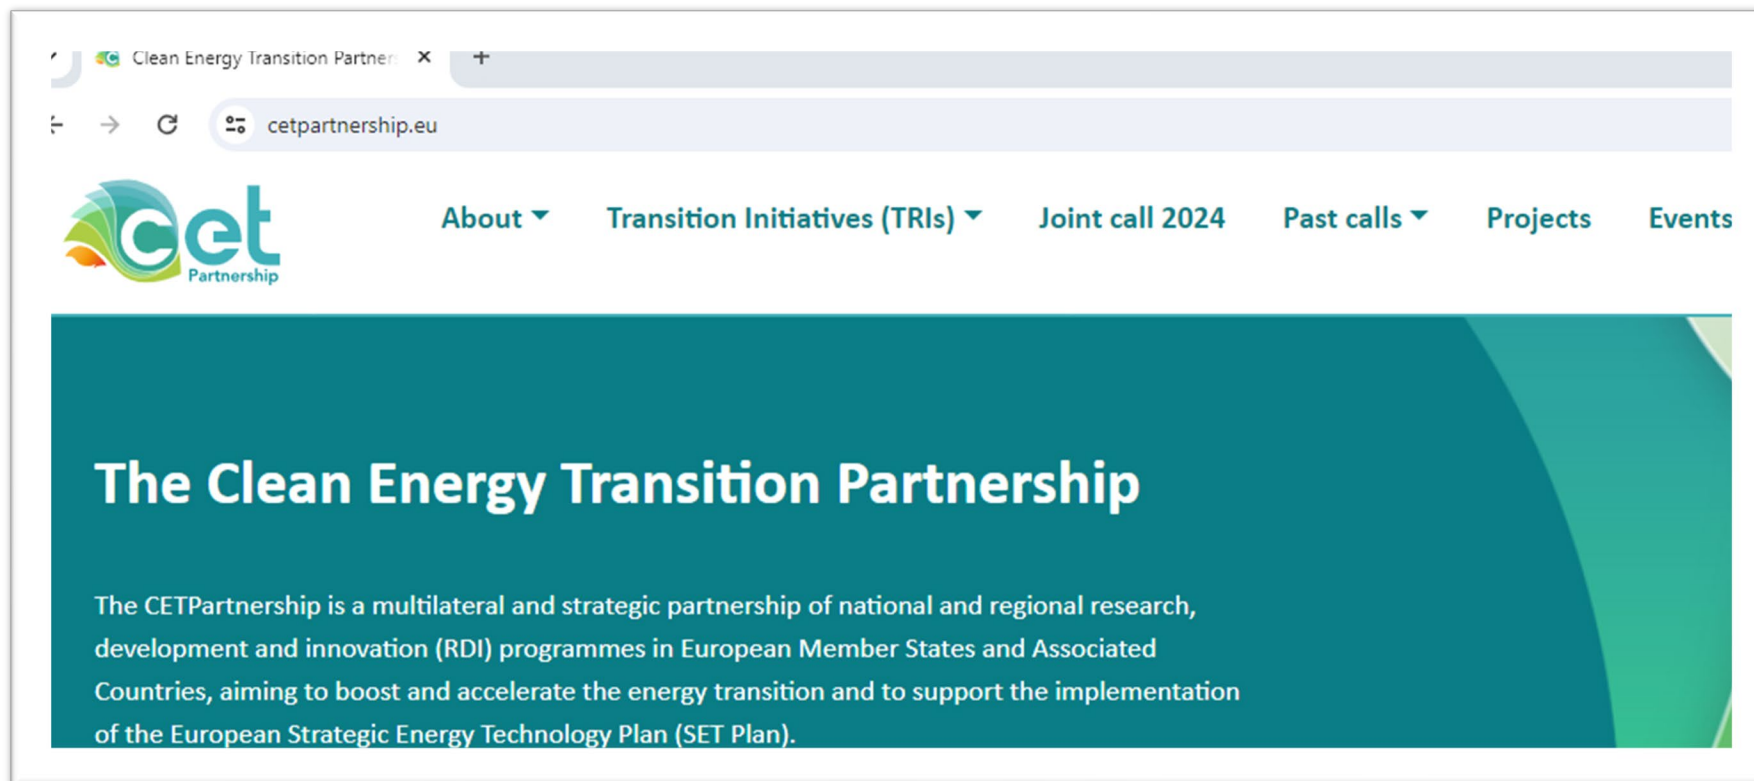 Clean Energy Transition Partner
cetpartnership.eu
cet
Partnership
About Transition Initiatives (TRIs) Joint call 2024 Past calls Projects Events
The Clean Energy Transition Partnership
The CETPartnership is a multilateral and strategic partnership of national and regional research,
development and innovation (RDI) programmes in European Member States and Associated
Countries, aiming to boost and accelerate the energy transition and to support the implementation
of the European Strategic Energy Technology Plan (SET Plan).